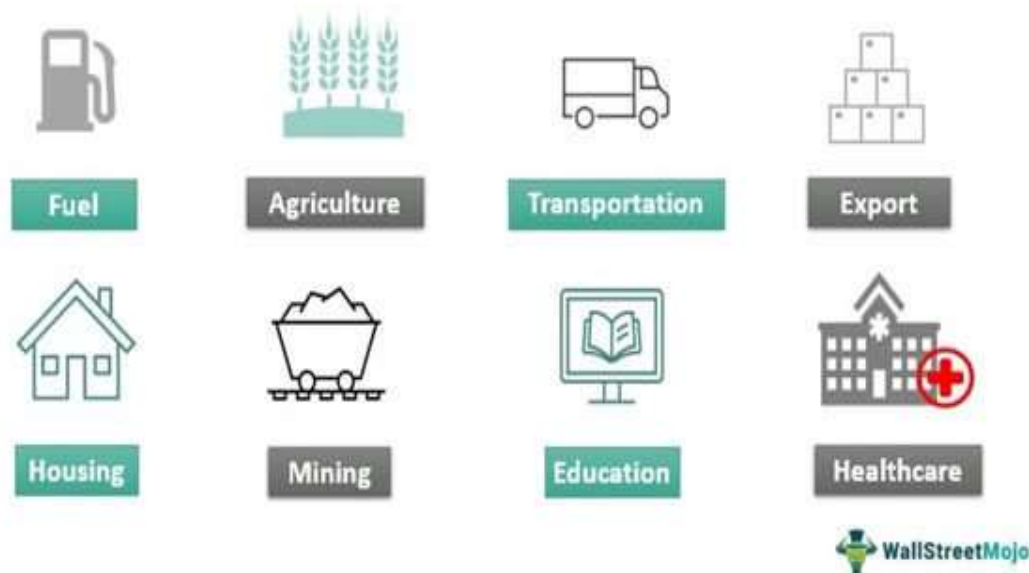 Fuel
Agriculture
Transportation
Export
Housing
Mining
Education
Healthcare
WallStreetMojo